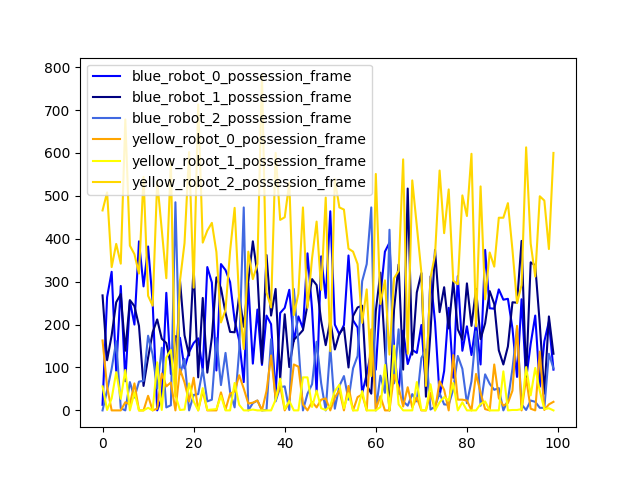 800
700
600
500
400
300
200
100
0
blue_robot_0_possession_frame
blue_robot_1_possession_frame
blue_robot_2_possession_frame
yellow_robot_0_possession_frame
yellow_robot_1_possession_frame
yellow_robot_2_possession_frame
0 20 40 60 80 100